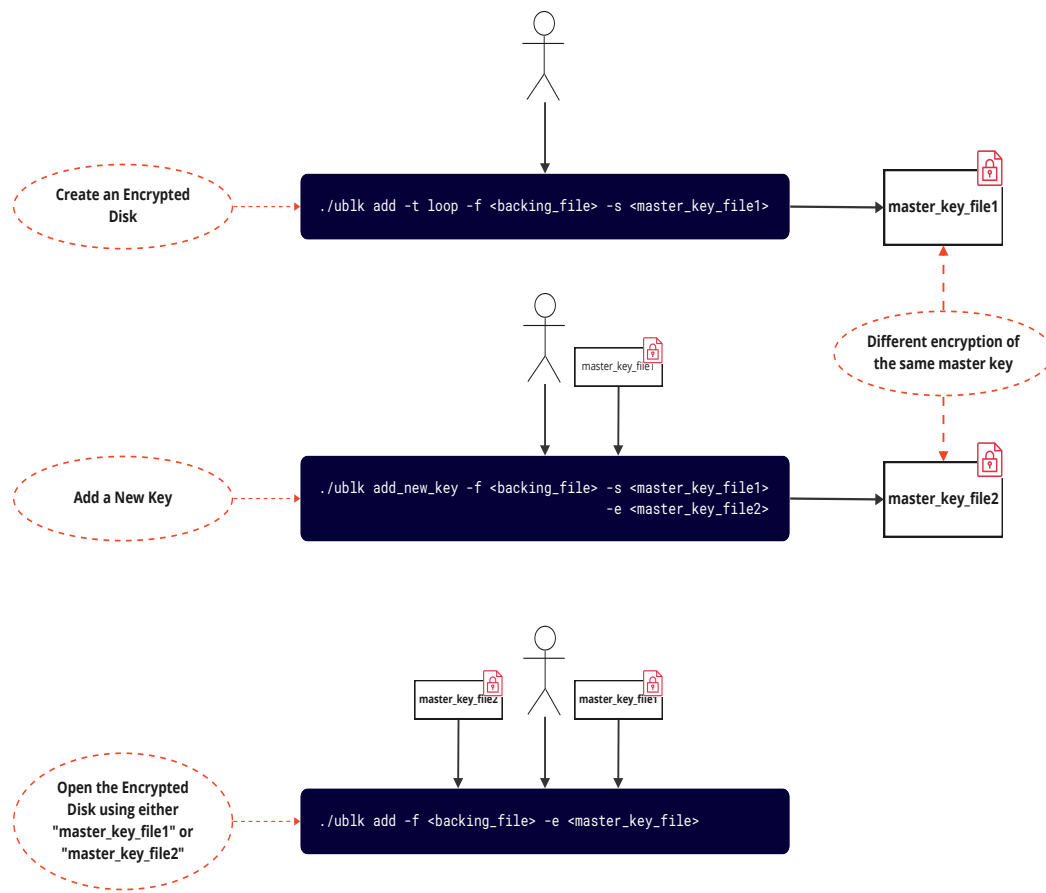 Create an Encrypted
Disk
./ublk add -t loop -f <backing_file> -s <master_key_file1>
master_key_file1
Different encryption of
the same master key
master_key_file1
Add a New Key
./ublk add_new_key -f <backing_file> -s <master_key_file1>
-e <master_key_file2>
master_key_file2
master_key_file2
master_key_file1
Open the Encrypted
Disk using either
"master_key_file1" or
"master_key_file2"
./ublk add -f <backing_file> -e <master_key_file>